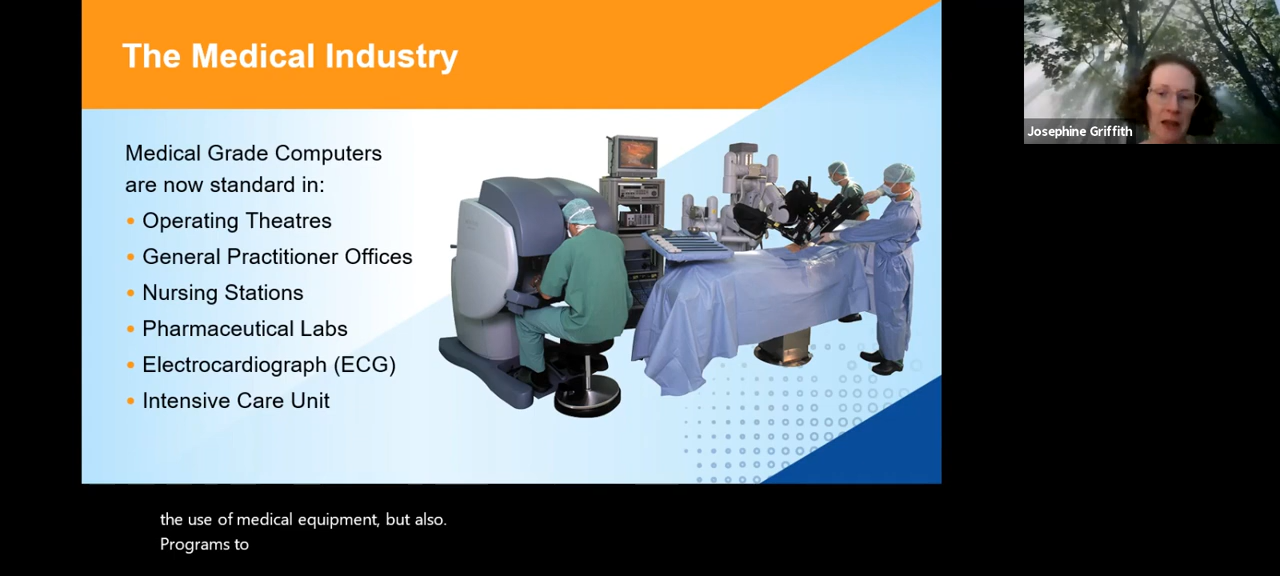 The Medical Industry
Medical Grade Computers
are now standard in:
• Operating Theatres
• General Practitioner Offices
• Nursing Stations
• Pharmaceutical Labs
• Electrocardiograph (ECG)
• Intensive Care Unit
Josephine Griffith
the use of medical equipment, but also.
Programs to